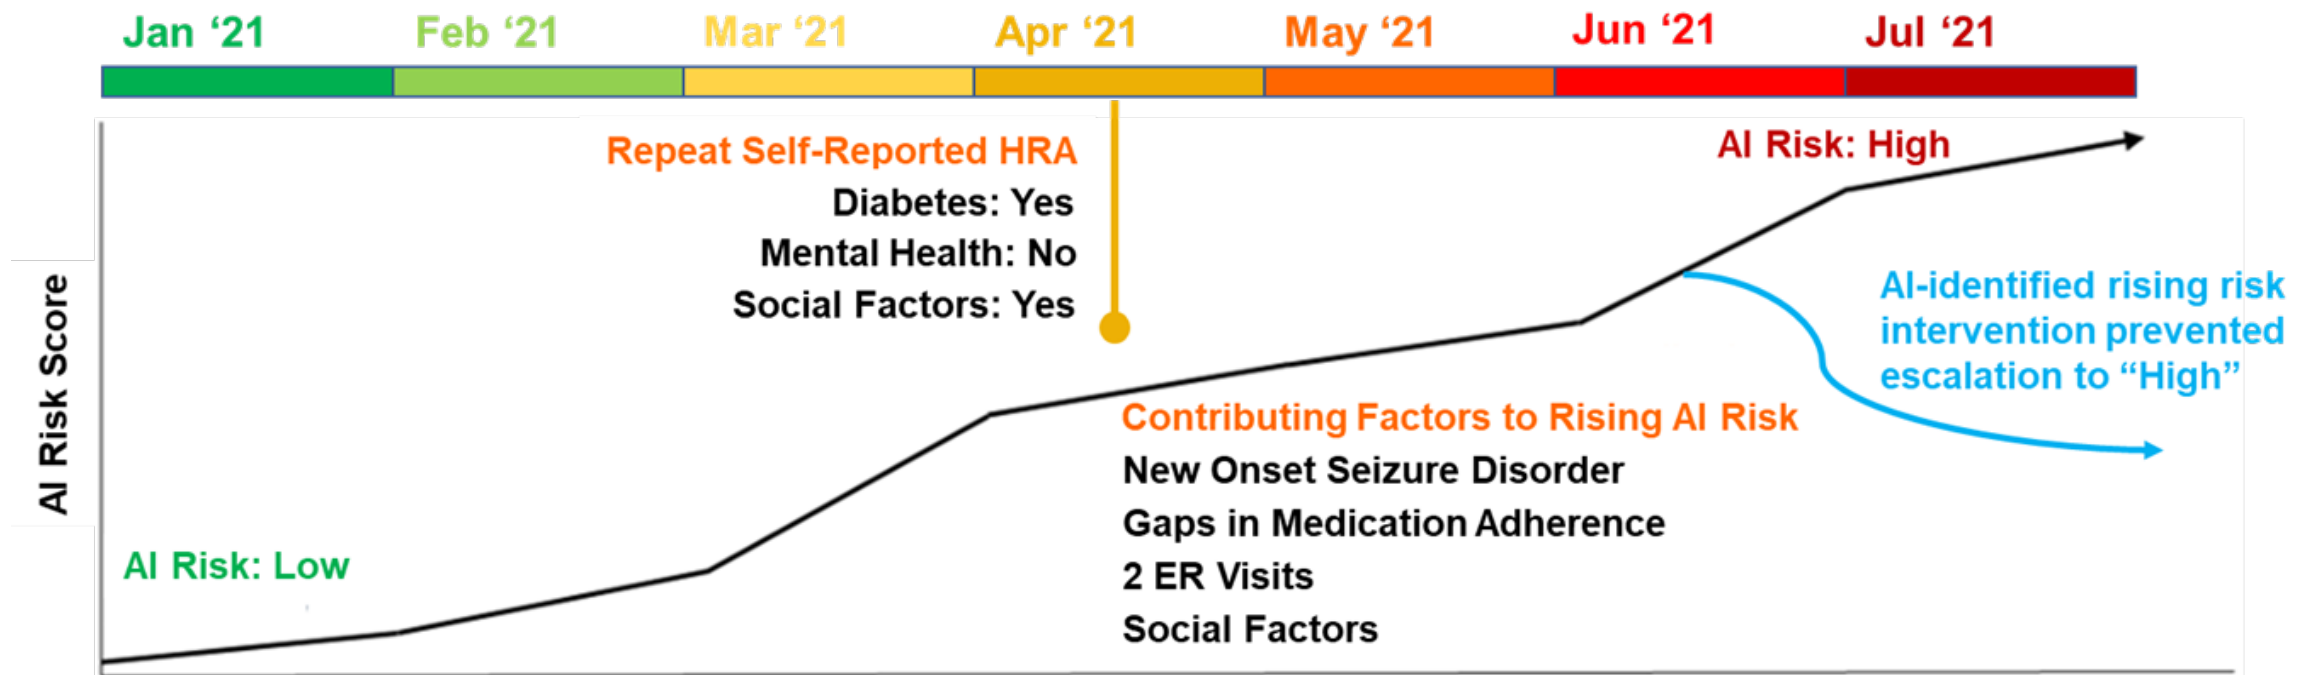 Jan ‘21 Feb ‘21 Mar ‘21 Apr ‘21 May ‘21 Jun ‘21 Jul ‘21
AI Risk Score
AI Risk: Low
Repeat Self-Reported HRA
Diabetes: Yes
Mental Health: No
Social Factors: Yes
Contributing Factors to Rising AI Risk
New Onset Seizure Disorder
Gaps in Medication Adherence
2 ER Visits
Social Factors
AI Risk: High
AI-identified rising risk
intervention prevented
escalation to “High”